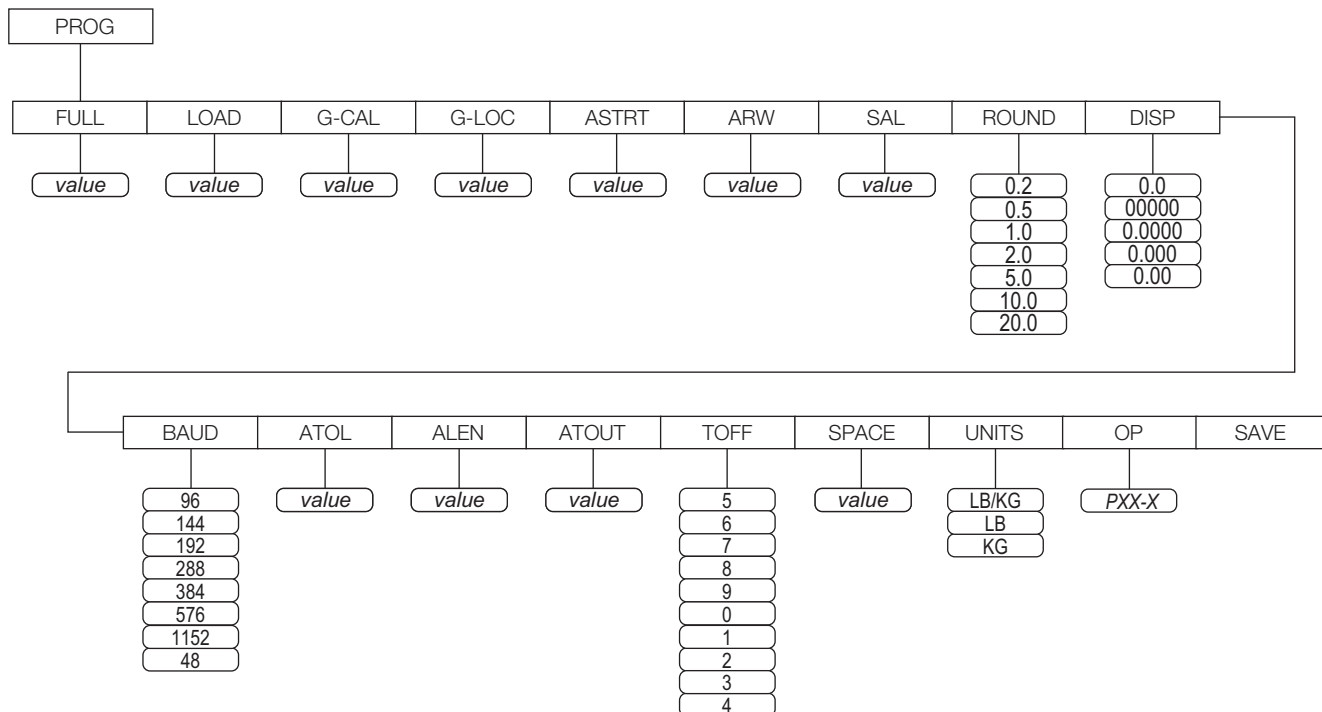 PROG
FULL LOAD G-CAL G-LOC ASTRT ARW SAL ROUND DISP
value value value value value value value 0.2 0.0
0.5 00000
1.0 0.0000
2.0 0.000
5.0 0.00
10.0
20.0
BAUD ATOL ALEN ATOUT TOFF SPACE UNITS OP SAVE
96 value value value 5 value LB/KG PXX-X
144 6 LB
192 7 KG
288 8
384 9
576 0
1152 1
48 2
3
4